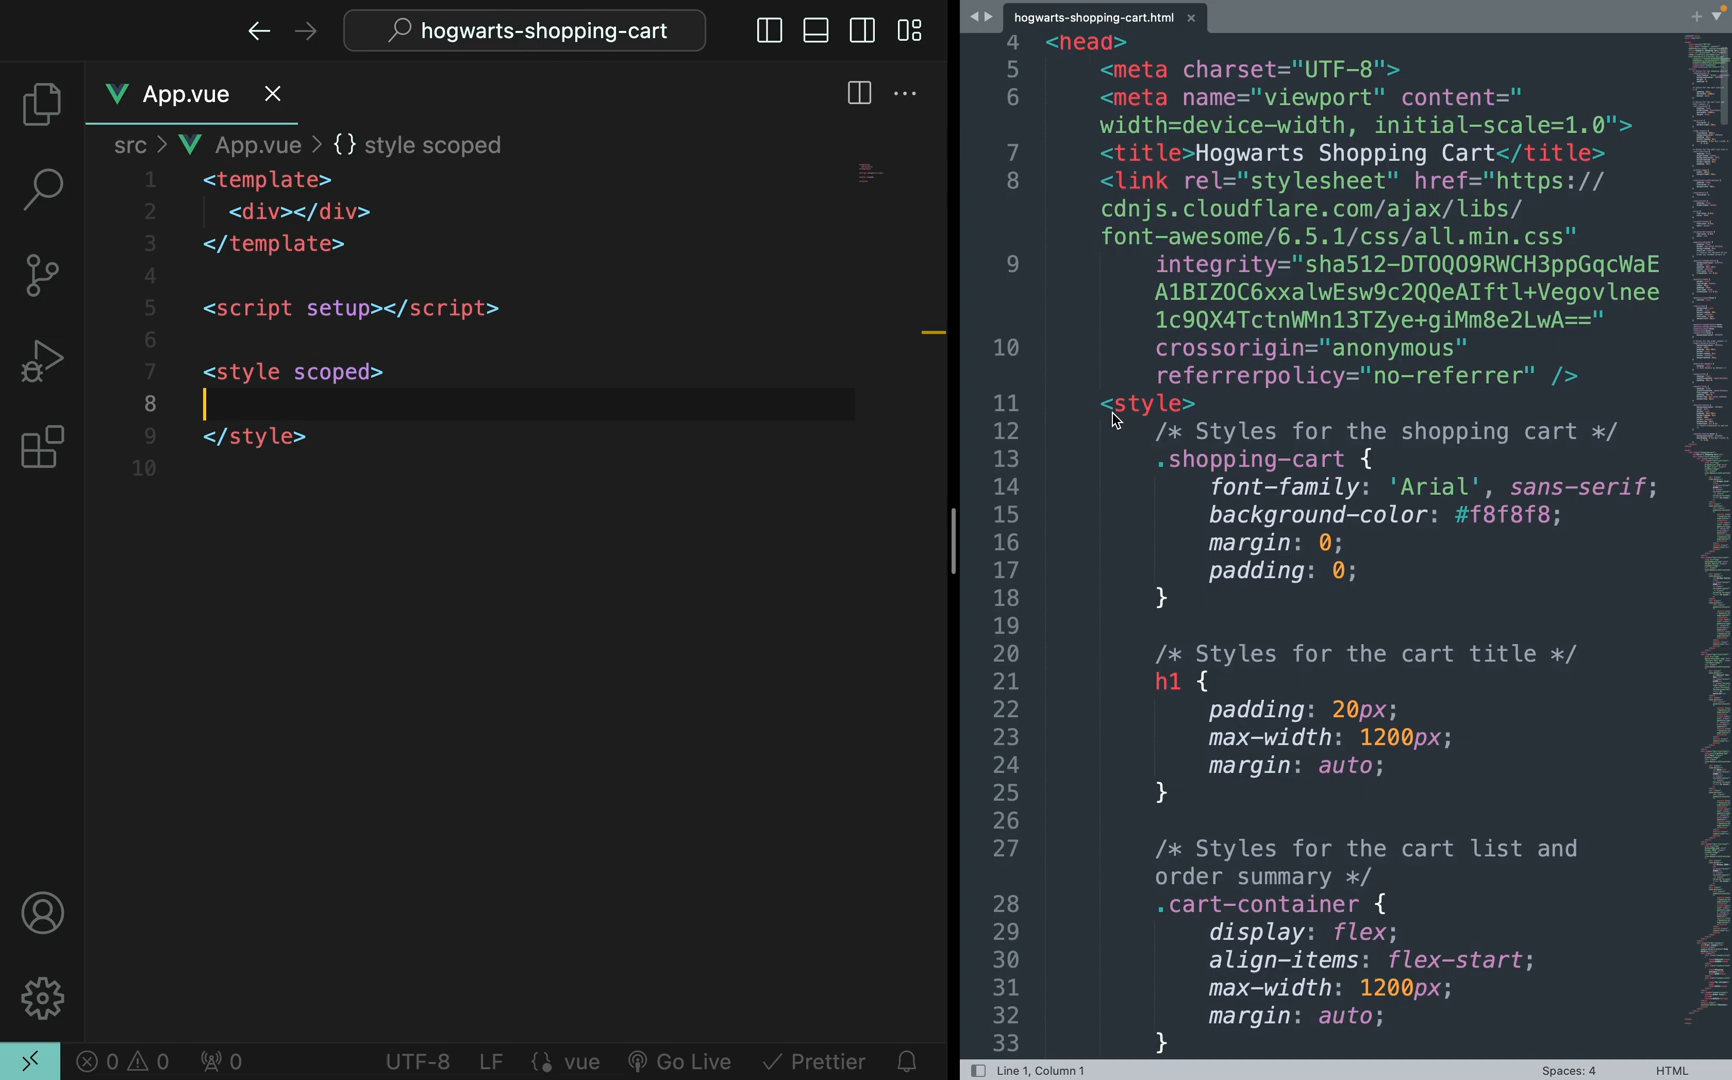 hogwarts-shopping-cart
App.vue
src > App.vue > {} style scoped
1 <template>
2 <div></div>
3 </template>
4
5 <script setup></script>
6
7 <style scoped>
8
9 </style>
10
0 0 0 UTF-8 LF {} vue Go Live Prettier
hogwarts-shopping-cart.html
4 <head>
5 <meta charset="UTF-8">
6 <meta name="viewport" content="
width=device-width, initial-scale=1.0">
7 <title>Hogwarts Shopping Cart</title>
8 <link rel="stylesheet" href="https://
cdnjs.cloudflare.com/ajax/libs/
font-awesome/6.5.1/css/all.min.css"
9 integrity="sha512-DTOQO9RWCH3ppGqcWaE
A1BIZOC6xxalwEsw9c2QQeAIftl+Vegovlnee
1c9QX4TctnWMn13TZye+giMm8e2LwA=="
10 crossorigin="anonymous"
referrerpolicy="no-referrer" />
11 <style>
12 /* Styles for the shopping cart */
13 .shopping-cart {
14 font-family: 'Arial', sans-serif;
15 background-color: #f8f8f8;
16 margin: 0;
17 padding: 0;
18 }
19
20 /* Styles for the cart title */
21 h1 {
22 padding: 20px;
23 max-width: 1200px;
24 margin: auto;
25 }
26
27 /* Styles for the cart list and
order summary */
28 .cart-container {
29 display: flex;
30 align-items: flex-start;
31 max-width: 1200px;
32 margin: auto;
33 }
Line 1, Column 1 Spaces: 4 HTML